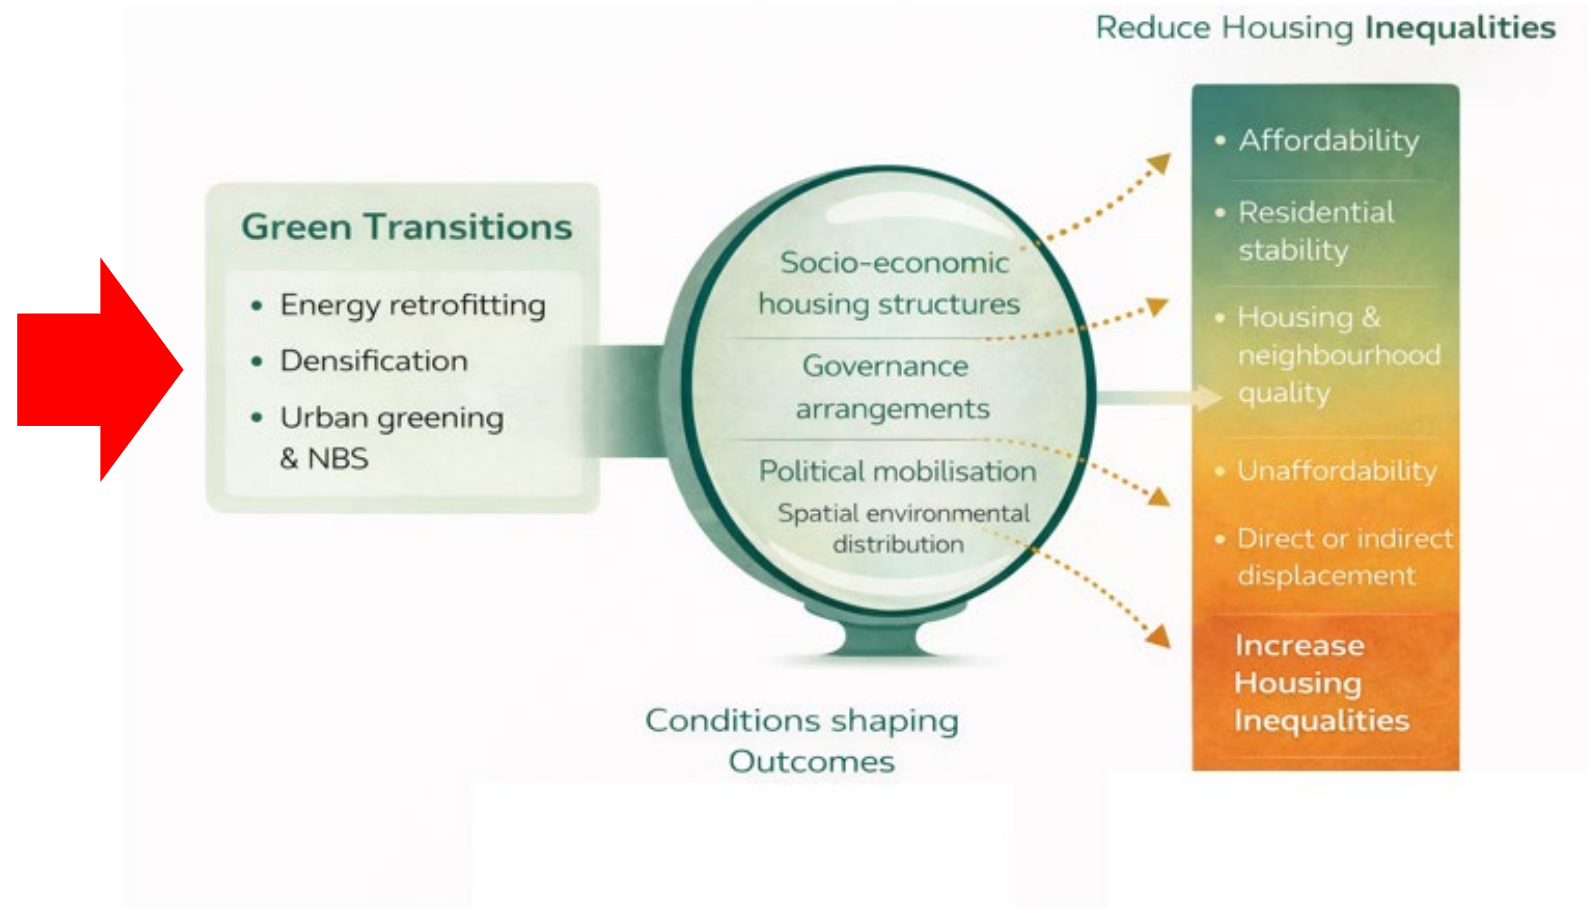 Reduce Housing Inequalities
Green Transitions
• Energy retrofitting
• Densification
• Urban greening
& NBS
Socio-economic
housing structures
Governance
arrangements
Political mobilisation
Spatial environmental
distribution
Conditions shaping
Outcomes
• Affordability
• Residential
stability
• Housing &
neighbourhood
quality
• Unaffordability
• Direct or indirect
displacement
Increase
Housing
Inequalities